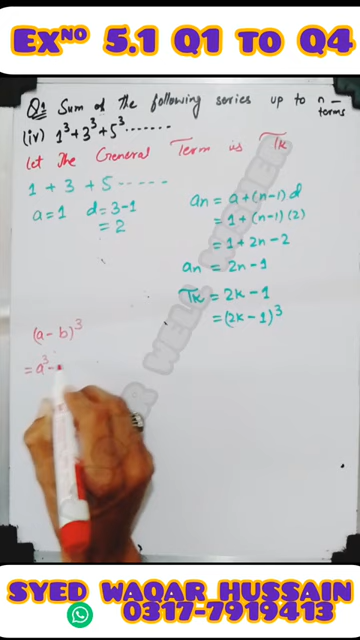 Exᴺᴼ 5.1 Q1 TO Q4
Q1 Sum of the following series up to n-terms
(iv) 1³+3³+5³.......
Let The General Term is Tk
1+3+5.....
a=1 d=3-1
=2
an = a+(n-1)d
=1+(n-1)(2)
=1+2n-2
an=2n-1
Tk=2k-1
=(2k-1)³
(a-b)³
=a³-
SYED WAQAR HUSSAIN
0317-7919413